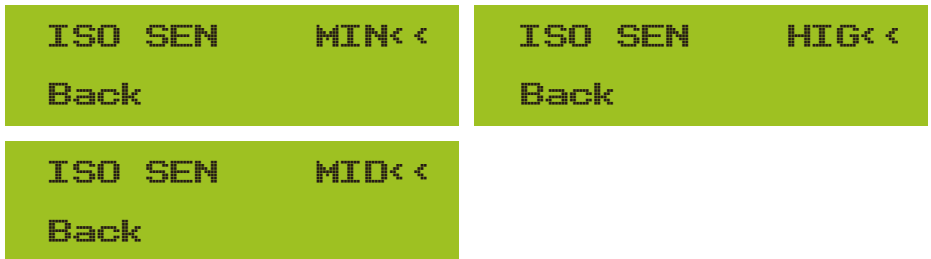 ISO SEN MIN<<
Back
ISO SEN HIG<<
Back
ISO SEN MID<<
Back